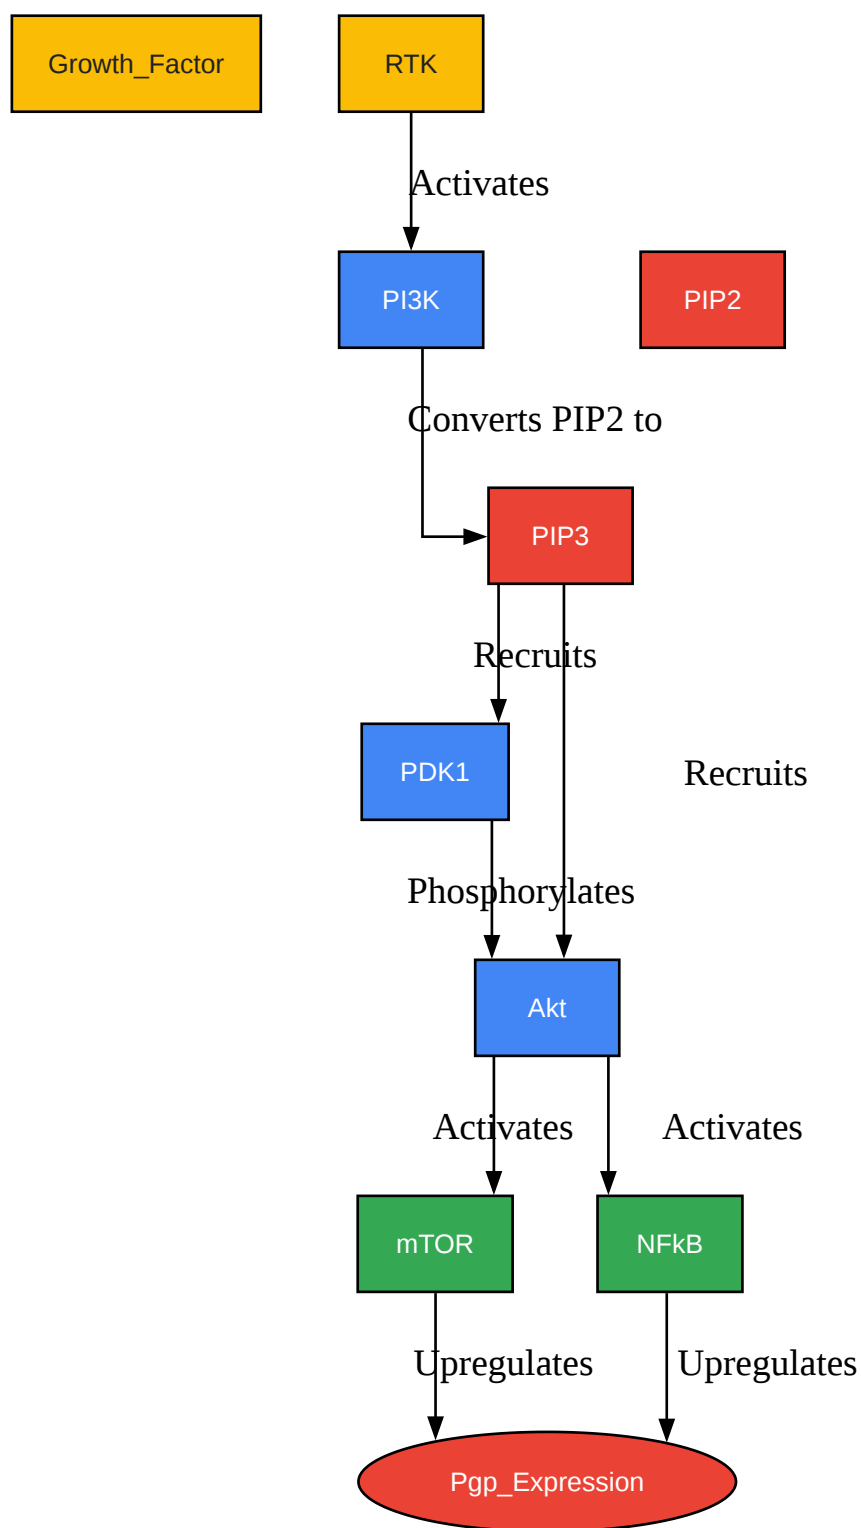 Growth_Factor
RTK
Activates
PI3K
PIP2
Converts PIP2 to
PIP3
Recruits
PDK1
Recruits
Phosphorylates
Akt
Activates
Activates
mTOR
NFkB
Upregulates
Upregulates
Pgp_Expression